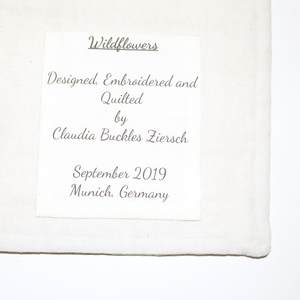 Wildflowers
Designed, Embroidered and
Quilted
by
Claudia Buckles Ziersch
September 2019
Munich, Germany